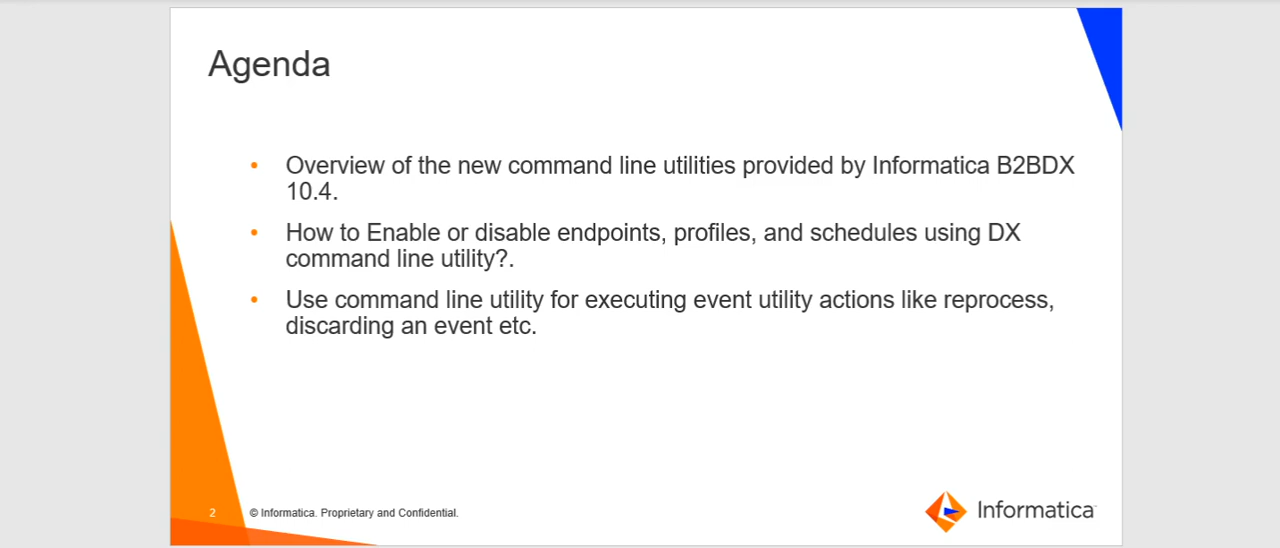 Agenda
• Overview of the new command line utilities provided by Informatica B2BDX
10.4.
• How to Enable or disable endpoints, profiles, and schedules using DX
command line utility?.
• Use command line utility for executing event utility actions like reprocess,
discarding an event etc.
2 © Informatica. Proprietary and Confidential.
Informatica